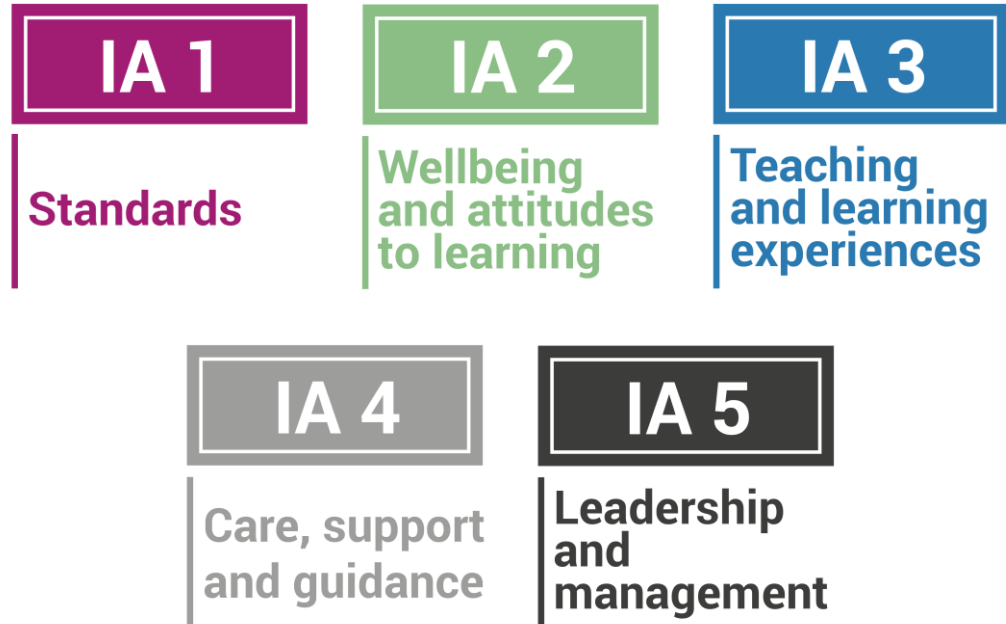 IA 1
Standards
IA 2
Wellbeing
and attitudes
to learning
IA 3
Teaching
and learning
experiences
IA 4
Care, support
and guidance
IA 5
Leadership
and
management